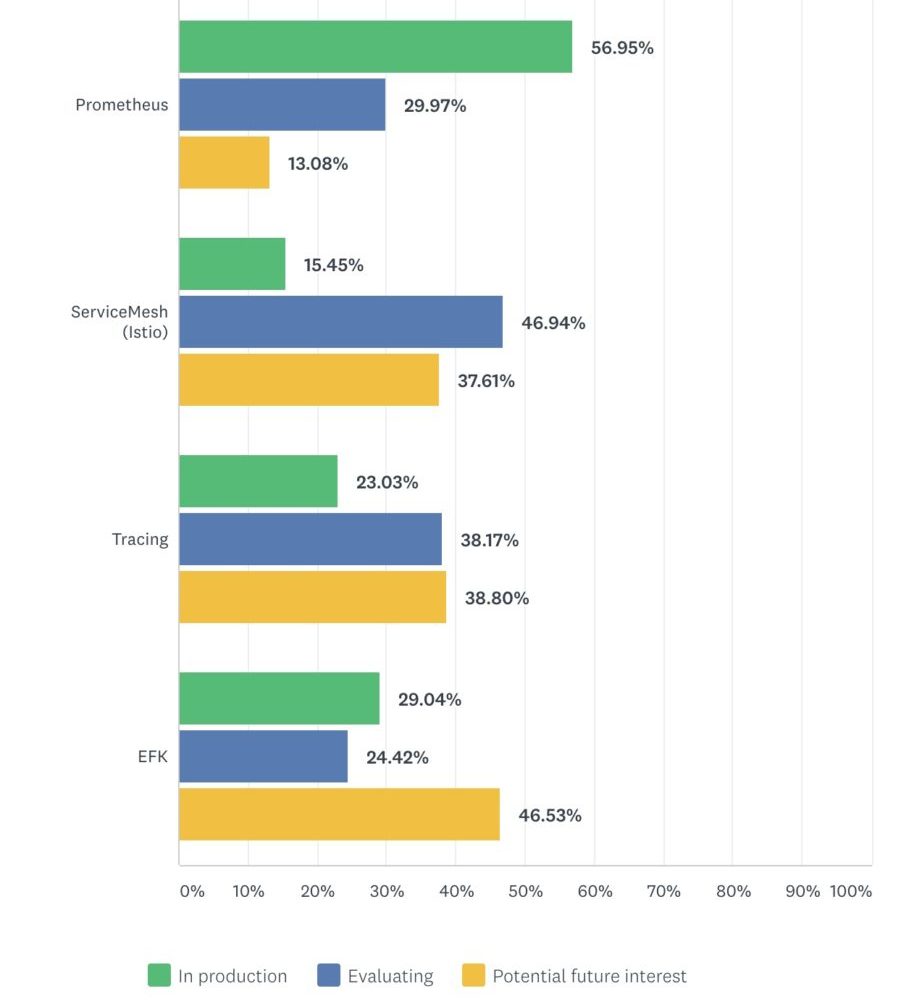 56.95%
Prometheus
29.97%
13.08%
15.45%
ServiceMesh
(Istio)
46.94%
37.61%
23.03%
Tracing
38.17%
38.80%
29.04%
EFK
24.42%
46.53%
0% 10% 20% 30% 40% 50% 60% 70% 80% 90% 100%
In production Evaluating Potential future interest